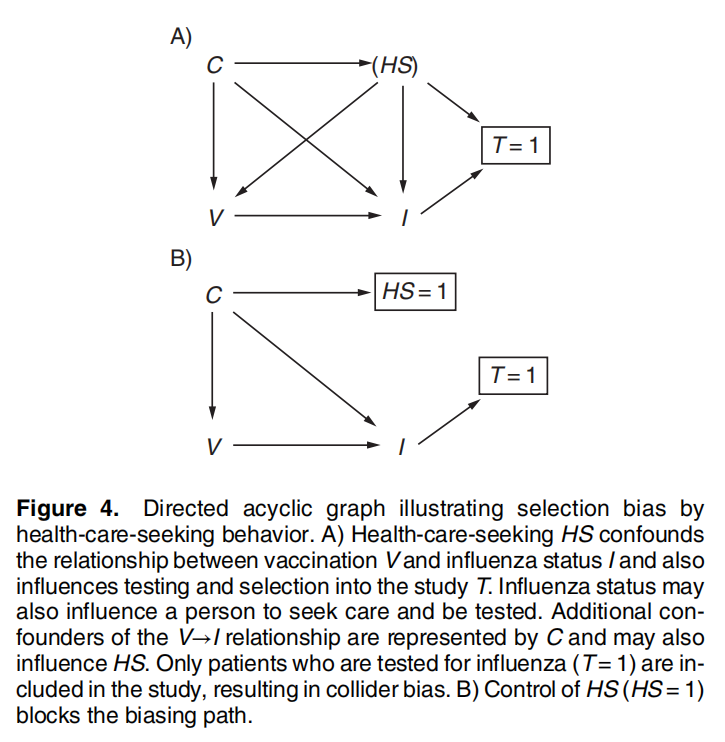 A)
C (HS)
T = 1
V I
B)
C HS = 1
T = 1
V I
Figure 4. Directed acyclic graph illustrating selection bias by
health-care-seeking behavior. A) Health-care-seeking HS confounds
the relationship between vaccination V and influenza status I and also
influences testing and selection into the study T. Influenza status may
also influence a person to seek care and be tested. Additional con-
founders of the V→I relationship are represented by C and may also
influence HS. Only patients who are tested for influenza (T = 1) are in-
cluded in the study, resulting in collider bias. B) Control of HS (HS = 1)
blocks the biasing path.